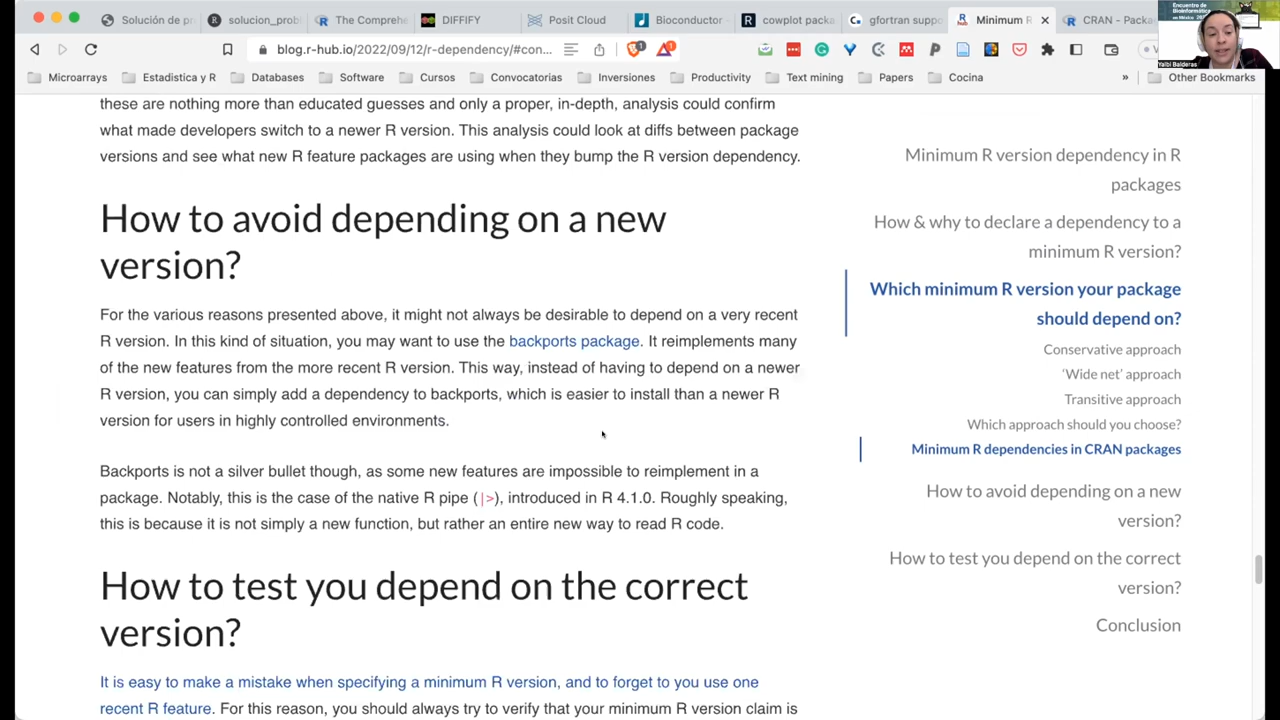 Solución de pr
solucion_prob
The Comprehe
DIFFIFY
Posit Cloud
Bioconductor
cowplot packa
gfortran suppo
Minimum R
CRAN - Packa
Encuentro de
Bioinformática
en México
blog.r-hub.io/2022/09/12/r-dependency/#con...
Yalbi Balderas
Microarrays
Estadistica y R
Databases
Software
Cursos
Convocatorias
Inversiones
Productivity
Text mining
Papers
Cocina
»
Other Bookmarks
these are nothing more than educated guesses and only a proper, in-depth, analysis could confirm
what made developers switch to a newer R version. This analysis could look at diffs between package
versions and see what new R feature packages are using when they bump the R version dependency.
How to avoid depending on a new
version?
For the various reasons presented above, it might not always be desirable to depend on a very recent
R version. In this kind of situation, you may want to use the backports package. It reimplements many
of the new features from the more recent R version. This way, instead of having to depend on a newer
R version, you can simply add a dependency to backports, which is easier to install than a newer R
version for users in highly controlled environments.
Backports is not a silver bullet though, as some new features are impossible to reimplement in a
package. Notably, this is the case of the native R pipe (|>), introduced in R 4.1.0. Roughly speaking,
this is because it is not simply a new function, but rather an entire new way to read R code.
How to test you depend on the correct
version?
It is easy to make a mistake when specifying a minimum R version, and to forget to you use one
recent R feature. For this reason, you should always try to verify that your minimum R version claim is
Minimum R version dependency in R
packages
How & why to declare a dependency to a
minimum R version?
Which minimum R version your package
should depend on?
Conservative approach
‘Wide net’ approach
Transitive approach
Which approach should you choose?
Minimum R dependencies in CRAN packages
How to avoid depending on a new
version?
How to test you depend on the correct
version?
Conclusion